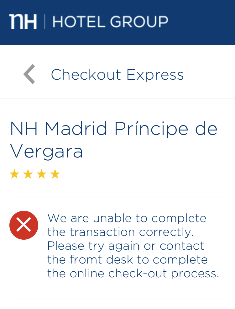 nH | HOTEL GROUP
Checkout Express
NH Madrid Príncipe de
Vergara
We are unable to complete
the transaction correctly.
Please try again or contact
the fromt desk to complete
the online check-out process.